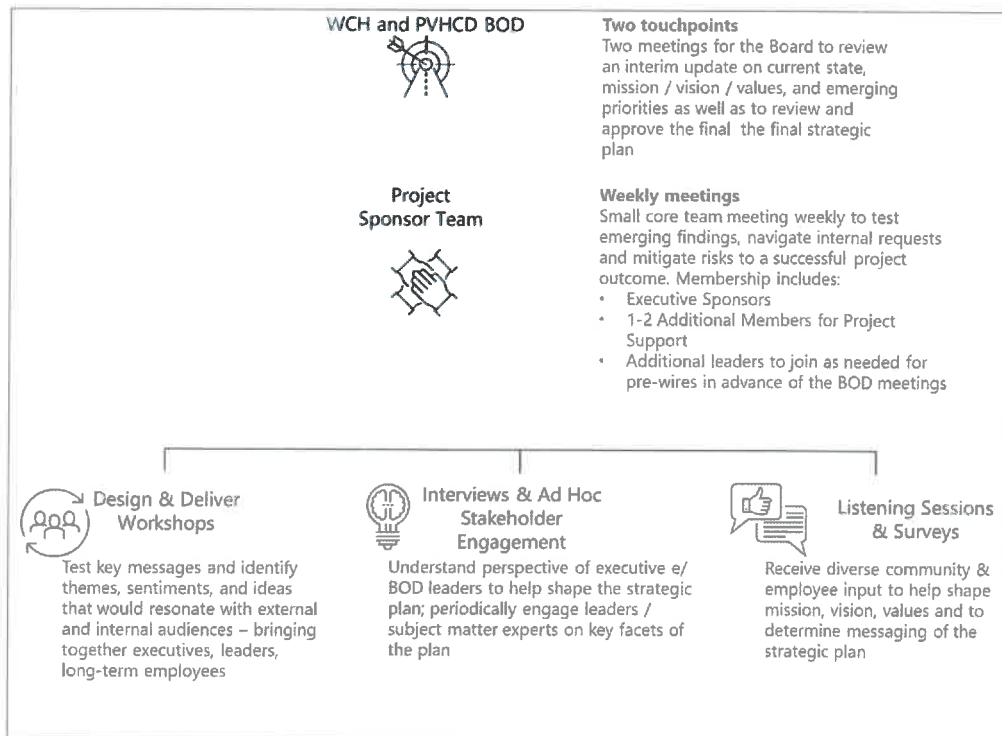 WCH and PVHCD BOD
Two touchpoints
Two meetings for the Board to review
an interim update on current state,
mission / vision / values, and emerging
priorities as well as to review and
approve the final  the final strategic
plan
Project
Sponsor Team
Weekly meetings
Small core team meeting weekly to test
emerging findings, navigate internal requests
and mitigate risks to a successful project
outcome. Membership includes:
• Executive Sponsors
• 1-2 Additional Members for Project
Support
• Additional leaders to join as needed for
pre-wires in advance of the BOD meetings
Design & Deliver
Workshops
Test key messages and identify
themes, sentiments, and ideas
that would resonate with external
and internal audiences – bringing
together executives, leaders,
long-term employees
Interviews & Ad Hoc
Stakeholder
Engagement
Understand perspective of executive e/
BOD leaders to help shape the strategic
plan; periodically engage leaders /
subject matter experts on key facets of
the plan
Listening Sessions
& Surveys
Receive diverse community &
employee input to help shape
mission, vision, values and to
determine messaging of the
strategic plan